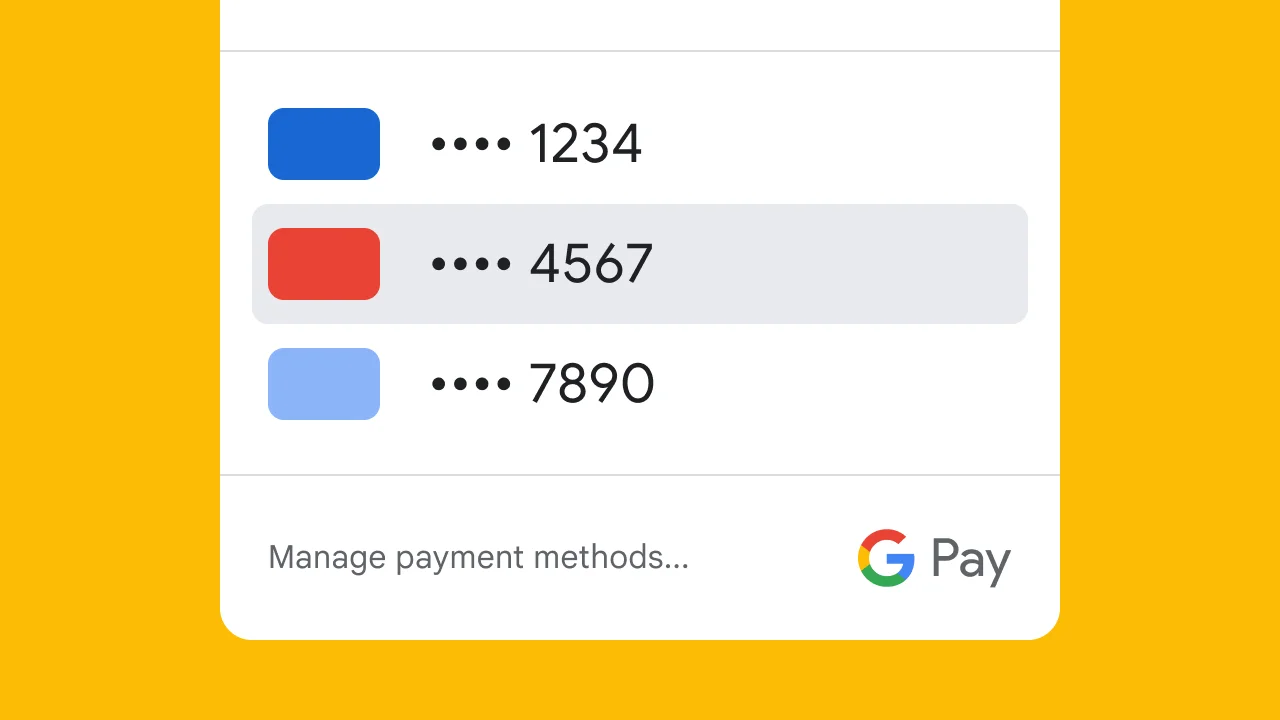 •••• 1234
•••• 4567
•••• 7890
Manage payment methods...
G Pay